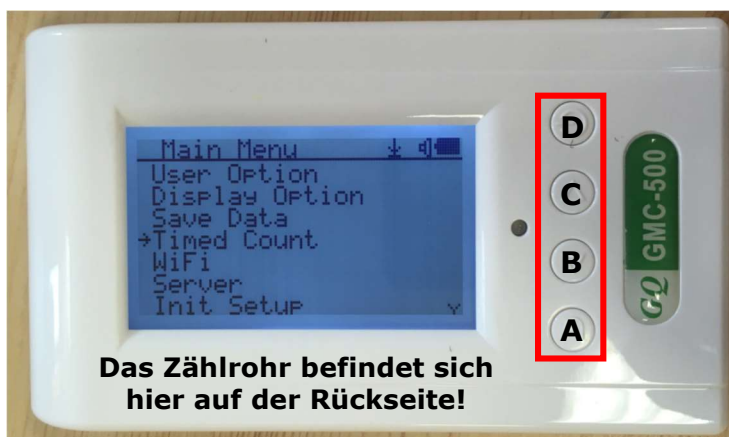 Main Menu
User Option
Display Option
Save Data
→Timed Count
WiFi
Server
Init Setup
D
C
B
A
GQ GMC-500
Das Zählrohr befindet sich
hier auf der Rückseite!